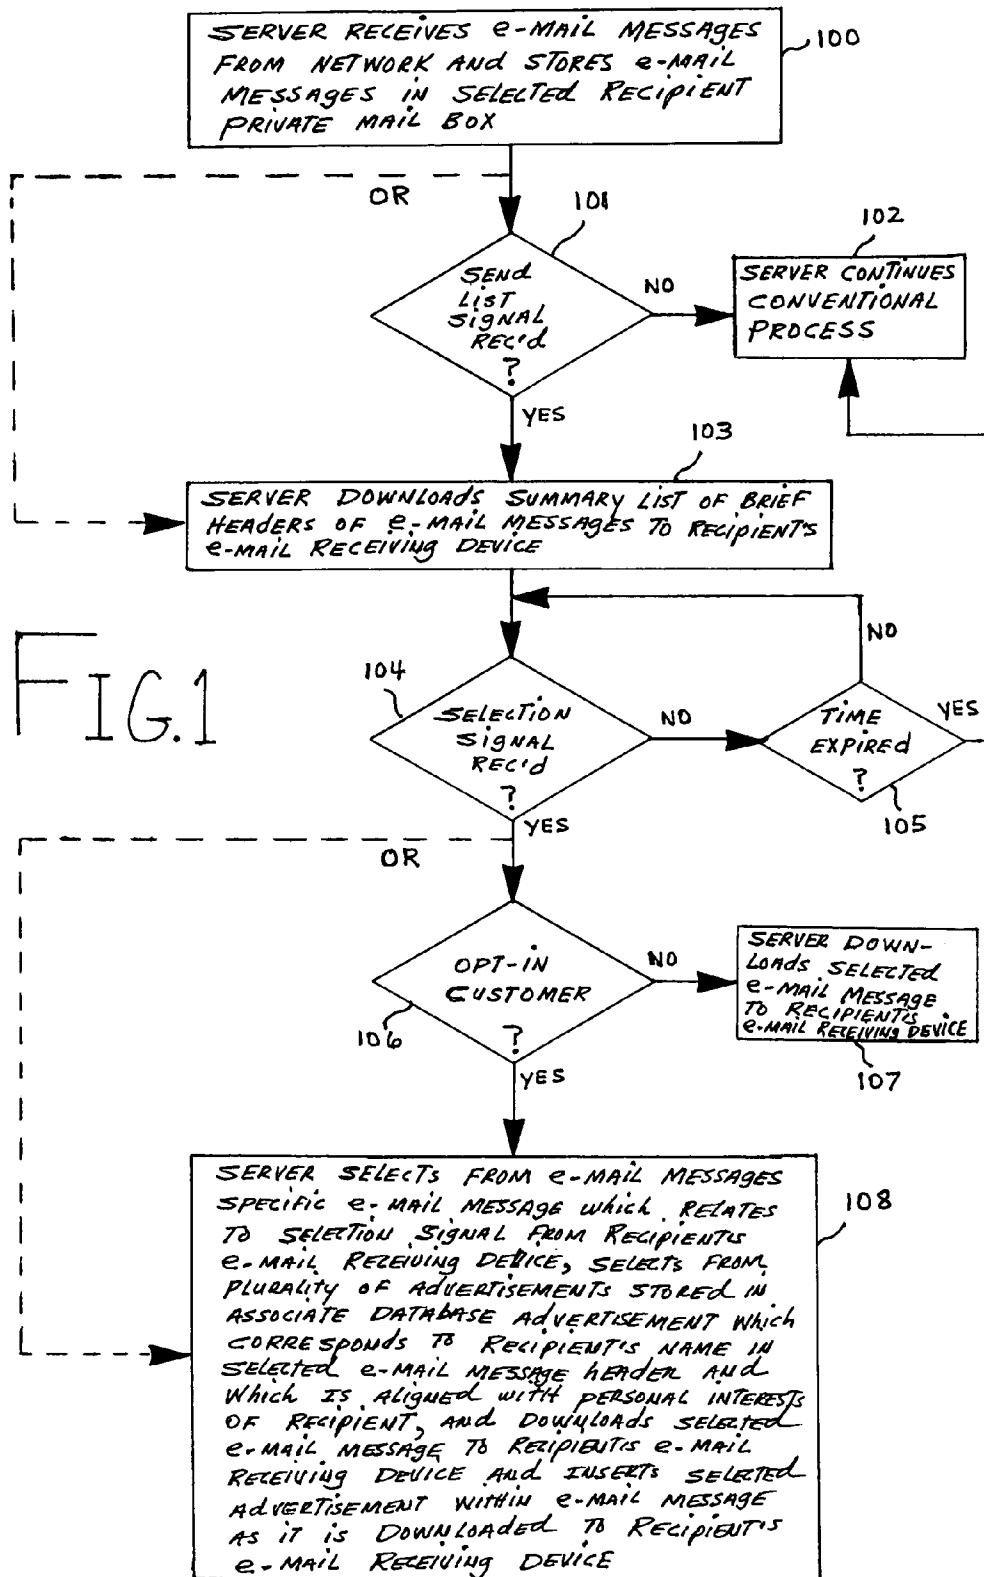 SERVER RECEIVES e-MAIL MESSAGES
FROM NETWORK AND STORES e-MAIL
MESSAGES IN SELECTED RECIPIENT
PRIVATE MAIL BOX
100
OR
101
SEND
LIST
SIGNAL
REC'd
?
NO
102
SERVER CONTINUES
CONVENTIONAL
PROCESS
YES
103
SERVER DOWNLOADS SUMMARY LIST OF BRIEF
HEADERS OF e-MAIL MESSAGES TO RECIPIENT'S
e-MAIL RECEIVING DEVICE
FIG.1
104
SELECTION
SIGNAL
REC'd
?
NO
NO
TIME
EXPIRED
?
YES
105
YES
OR
OPT-IN
CUSTOMER
?
106
NO
SERVER DOWN-
LOADS SELECTED
e-MAIL MESSAGE
TO RECIPIENT'S
e-MAIL RECEIVING DEVICE
107
YES
SERVER SELECTS FROM e-MAIL MESSAGES
SPECIFIC e-MAIL MESSAGE WHICH RELATES
TO SELECTION SIGNAL FROM RECIPIENT'S
e-MAIL RECEIVING DEVICE, SELECTS FROM
PLURALITY OF ADVERTISEMENTS STORED IN
ASSOCIATE DATABASE ADVERTISEMENT WHICH
CORRESPONDS TO RECIPIENT'S NAME IN
SELECTED e-MAIL MESSAGE HEADER AND
WHICH IS ALIGNED WITH PERSONAL INTERESTS
OF RECIPIENT, AND DOWNLOADS SELECTED
e-MAIL MESSAGE TO RECIPIENT'S e-MAIL
RECEIVING DEVICE AND INSERTS SELECTED
ADVERTISEMENT WITHIN e-MAIL MESSAGE
AS IT IS DOWNLOADED TO RECIPIENT'S
e-MAIL RECEIVING DEVICE
108